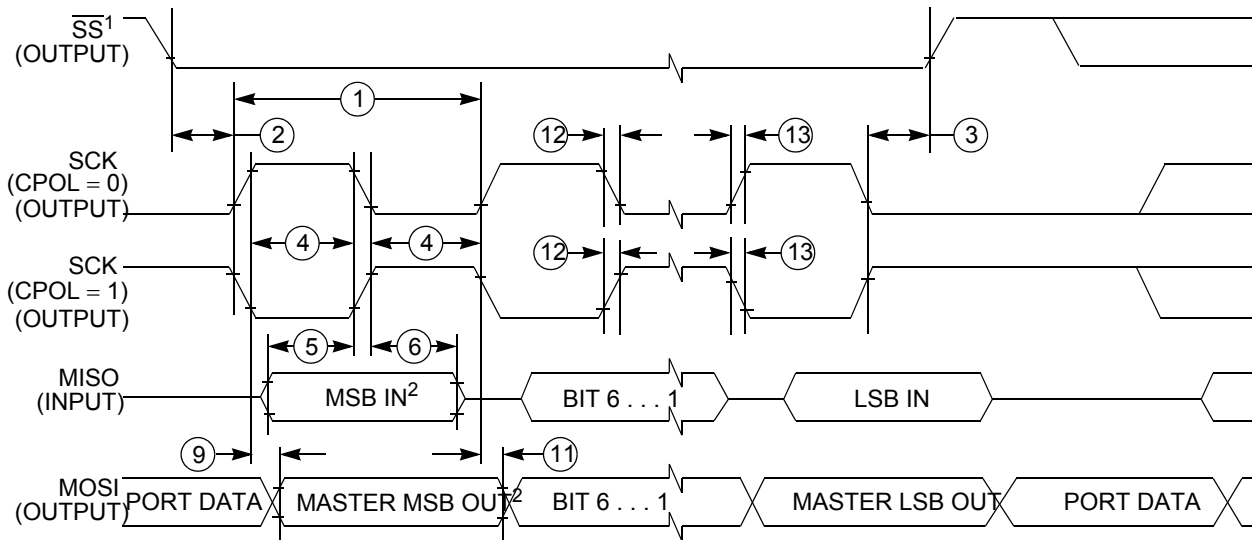 SS¹
(OUTPUT)
1
2
12
13
3
SCK
(CPOL = 0)
(OUTPUT)
4
4
12
13
SCK
(CPOL = 1)
(OUTPUT)
5
6
MISO
(INPUT)
MSB IN²
BIT 6 . . . 1
LSB IN
9
11
MOSI
(OUTPUT)
PORT DATA
MASTER MSB OUT²
BIT 6 . . . 1
MASTER LSB OUT
PORT DATA